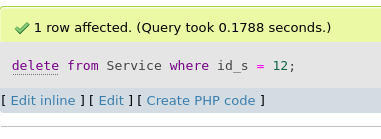 1 row affected. (Query took 0.1788 seconds.)
delete from Service where id_s = 12;
[ Edit inline ] [ Edit ] [ Create PHP code ]